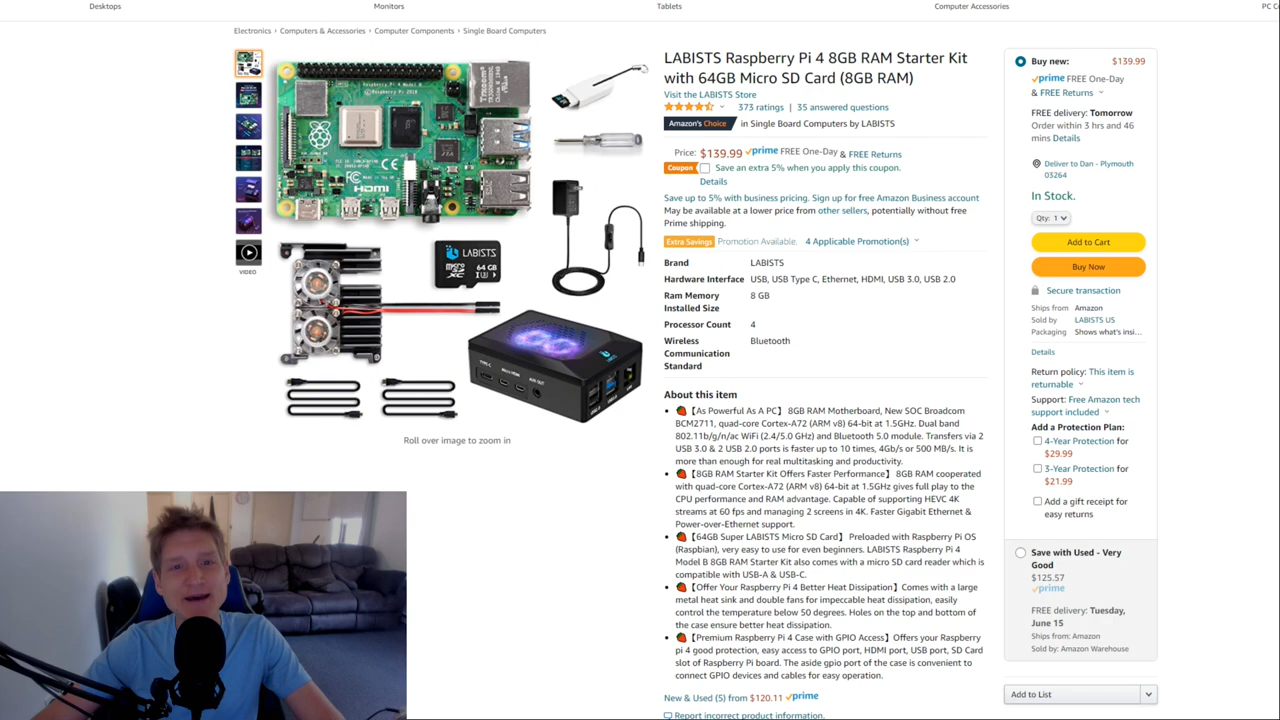 Desktops
Monitors
Tablets
Computer Accessories
PC C
Electronics › Computers & Accessories › Computer Components › Single Board Computers
LABISTS Raspberry Pi 4 8GB RAM Starter Kit
with 64GB Micro SD Card (8GB RAM)
Visit the LABISTS Store
373 ratings | 35 answered questions
Amazon's Choice in Single Board Computers by LABISTS
Price: $139.99 prime FREE One-Day & FREE Returns
Coupon Save an extra 5% when you apply this coupon.
Details
Save up to 5% with business pricing. Sign up for free Amazon Business account
May be available at a lower price from other sellers, potentially without free
Prime shipping.
Extra Savings Promotion Available. 4 Applicable Promotion(s)
Brand LABISTS
Hardware Interface USB, USB Type C, Ethernet, HDMI, USB 3.0, USB 2.0
Ram Memory
Installed Size
8 GB
Processor Count 4
Wireless
Communication
Standard
Bluetooth
About this item
【As Powerful As A PC】 8GB RAM Motherboard, New SOC Broadcom
BCM2711, quad-core Cortex-A72 (ARM v8) 64-bit at 1.5GHz. Dual band
802.11b/g/n/ac WiFi (2.4/5.0 GHz) and Bluetooth 5.0 module. Transfers via 2
USB 3.0 & 2 USB 2.0 ports is faster up to 10 times, 4Gb/s or 500 MB/s. It
is more than enough for real multitasking and productivity.
【8GB RAM Starter Kit Offers Faster Performance】 8GB RAM cooperated
with quad-core Cortex-A72 (ARM v8) 64-bit at 1.5GHz gives full play to the
CPU performance and RAM advantage. Capable of supporting HEVC 4K
streams at 60 fps and managing 2 screens in 4K. Faster Gigabit Ethernet &
Power-over-Ethernet support.
【64GB Super LABISTS Micro SD Card】 Preloaded with Raspberry Pi OS
(Raspbian), very easy to use for even beginners. LABISTS Raspberry Pi 4
Model B 8GB RAM Starter Kit also comes with a micro SD card reader which is
compatible with USB-A & USB-C.
【Offer Your Raspberry Pi 4 Better Heat Dissipation】Comes with a large
metal heat sink and double fans for impeccable heat dissipation, easily
control the temperature below 50 degrees. Holes on the top and bottom of
the case ensure better heat dissipation.
【Premium Raspberry Pi 4 Case with GPIO Access】Offers your Raspberry
pi 4 good protection, easy access to GPIO port, HDMI port, USB port, SD Card
slot of Raspberry Pi board. The aside gpio port of the case is convenient to
connect GPIO devices and cables for easy operation.
New & Used (5) from $120.11 prime
Report incorrect product information.
Buy new: $139.99
prime FREE One-Day
& FREE Returns
FREE delivery: Tomorrow
Order within 3 hrs and 46
mins Details
Deliver to Dan - Plymouth
03264
In Stock.
Qty: 1
Add to Cart
Buy Now
Secure transaction
Ships from Amazon
Sold by LABISTS US
Packaging Shows what's insi...
Details
Return policy: This item is
returnable
Support: Free Amazon tech
support included
Add a Protection Plan:
4-Year Protection for
$29.99
3-Year Protection for
$21.99
Add a gift receipt for
easy returns
Save with Used - Very
Good
$125.57
prime
FREE delivery: Tuesday,
June 15
Ships from: Amazon
Sold by: Amazon Warehouse
Add to List
VIDEO
Raspberry Pi 4 Model B
HDMI
FC
LABISTS
micro SD XC
64 GB
TYPE-C
Micro HDMI
AUX OUT
Roll over image to zoom in